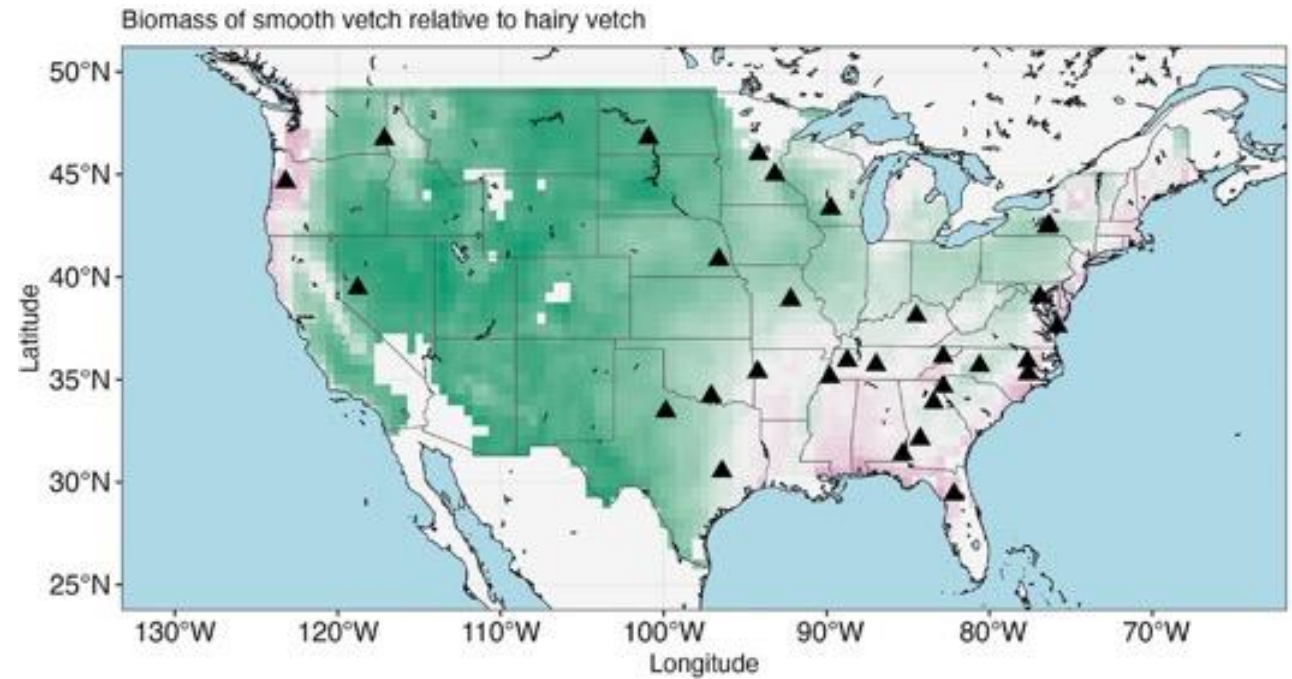 Biomass of smooth vetch relative to hairy vetch
50°N
45°N
40°N
35°N
30°N
25°N
Latitude
130°W 120°W 110°W 100°W 90°W 80°W 70°W
Longitude